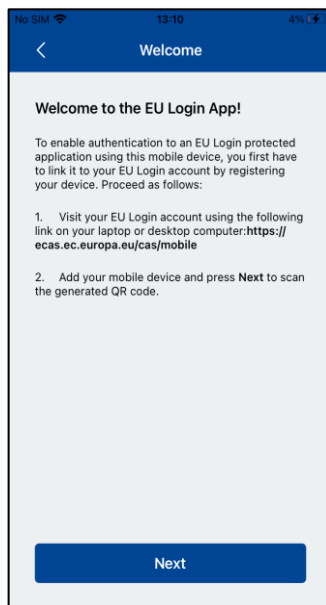 No SIM 13:10 4%
Welcome
Welcome to the EU Login App!
To enable authentication to an EU Login protected
application using this mobile device, you first have
to link it to your EU Login account by registering
your device. Proceed as follows:
1. Visit your EU Login account using the following
link on your laptop or desktop computer:https://
ecas.ec.europa.eu/cas/mobile
2. Add your mobile device and press Next to scan
the generated QR code.
Next